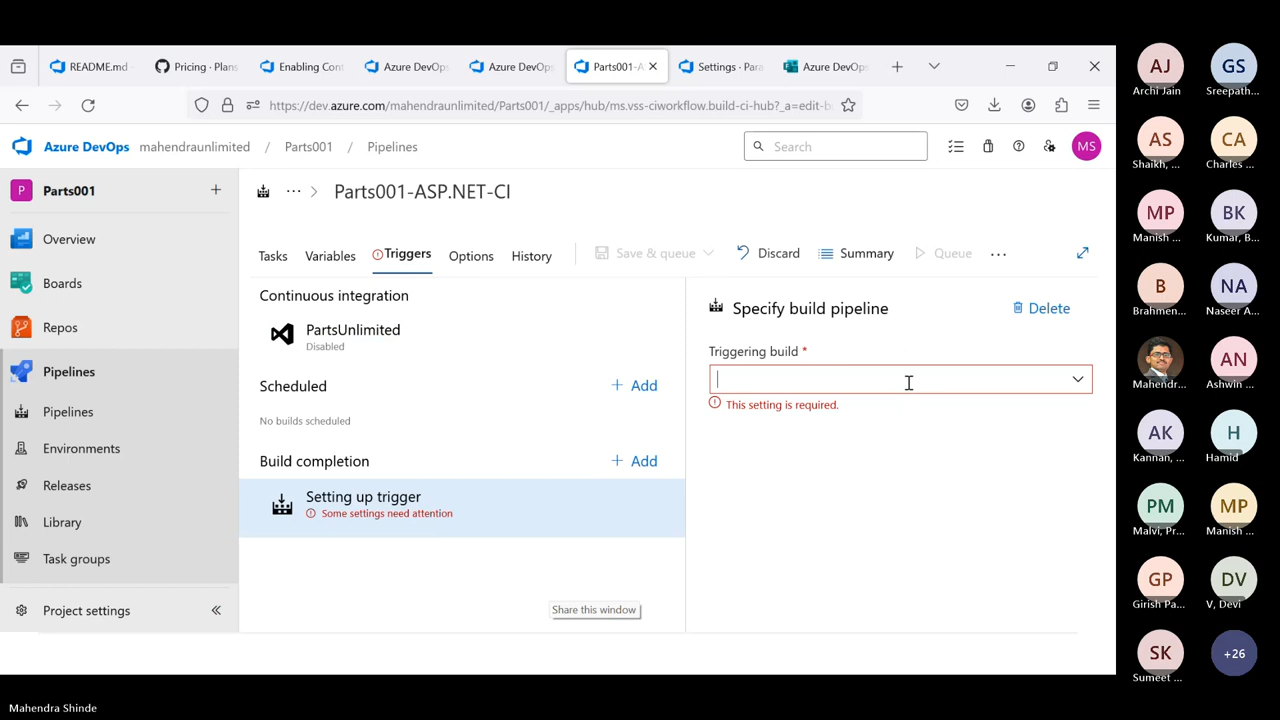 README.md
Pricing · Plans
Enabling Cont
Azure DevOps
Azure DevOps
Parts001-A
Settings · Para
Azure DevOps
https://dev.azure.com/mahendraunlimited/Parts001/_apps/hub/ms.vss-ciworkflow.build-ci-hub?_a=edit-b
Azure DevOps
mahendraunlimited
/
Parts001
/
Pipelines
Search
MS
P
Parts001
+
Overview
Boards
Repos
Pipelines
Pipelines
Environments
Releases
Library
Task groups
Project settings
... > Parts001-ASP.NET-CI
Tasks
Variables
Triggers
Options
History
Save & queue
Discard
Summary
Queue
...
Continuous integration
PartsUnlimited
Disabled
Scheduled
+ Add
No builds scheduled
Build completion
+ Add
Setting up trigger
Some settings need attention
Share this window
Specify build pipeline
Delete
Triggering build *
This setting is required.
AJ
Archi Jain
GS
Sreepath...
AS
Shaikh, ...
CA
Charles ...
MP
Manish ...
BK
Kumar, B...
B
Brahmen...
NA
Naseer A...
Mahendr...
AN
Ashwin ...
AK
Kannan, ...
H
Hamid
PM
Malvi, Pr...
MP
Manish ...
GP
Girish Pa...
DV
V, Devi
SK
Sumeet ...
+26
Mahendra Shinde